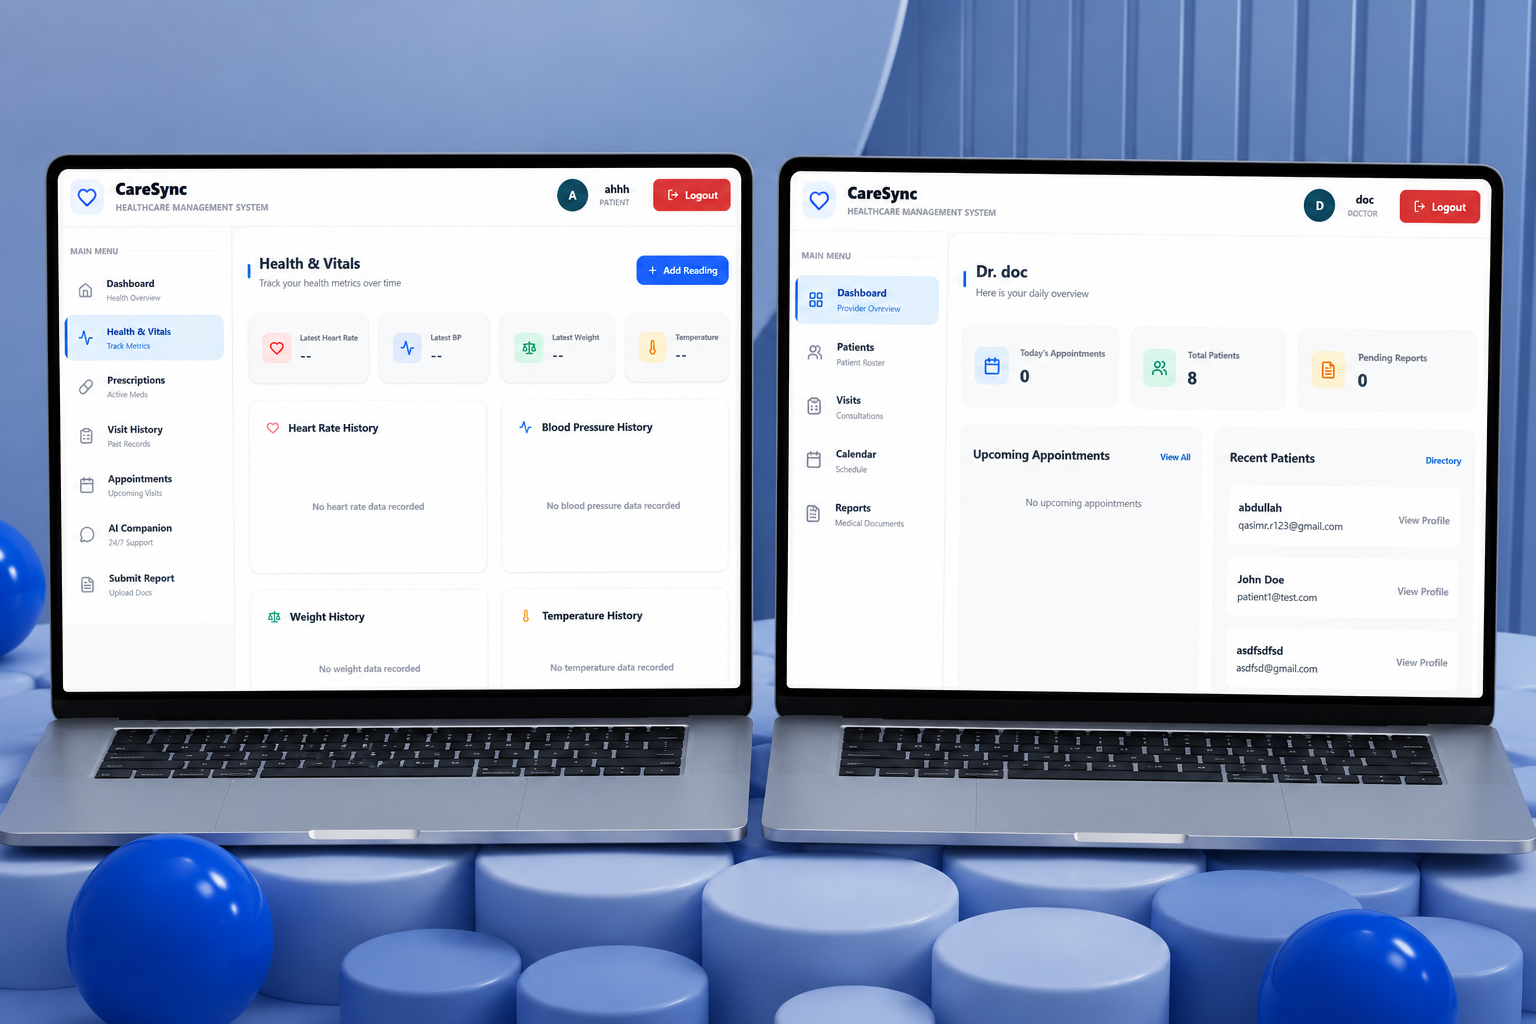 CareSync
HEALTHCARE MANAGEMENT SYSTEM
A
ahhh
PATIENT
Logout
MAIN MENU
Dashboard
Health Overview
Health & Vitals
Track Metrics
Prescriptions
Active Meds
Visit History
Past Records
Appointments
Upcoming Visits
AI Companion
24/7 Support
Submit Report
Upload Docs
Health & Vitals
Track your health metrics over time
+ Add Reading
Latest Heart Rate
--
Latest BP
--
Latest Weight
--
Temperature
--
Heart Rate History
No heart rate data recorded
Blood Pressure History
No blood pressure data recorded
Weight History
No weight data recorded
Temperature History
No temperature data recorded
CareSync
HEALTHCARE MANAGEMENT SYSTEM
D
doc
DOCTOR
Logout
MAIN MENU
Dashboard
Provider Ovreview
Patients
Patient Roster
Visits
Consultations
Calendar
Schedule
Reports
Medical Documents
Dr. doc
Here is your daily overview
Today's Appointments
0
Total Patients
8
Pending Reports
0
Upcoming Appointments
View All
No upcoming appointments
Recent Patients
Directory
abdullah
qasimr.r123@gmail.com
View Profile
John Doe
patient1@test.com
View Profile
asdfsdfsd
asdfsd@gmail.com
View Profile